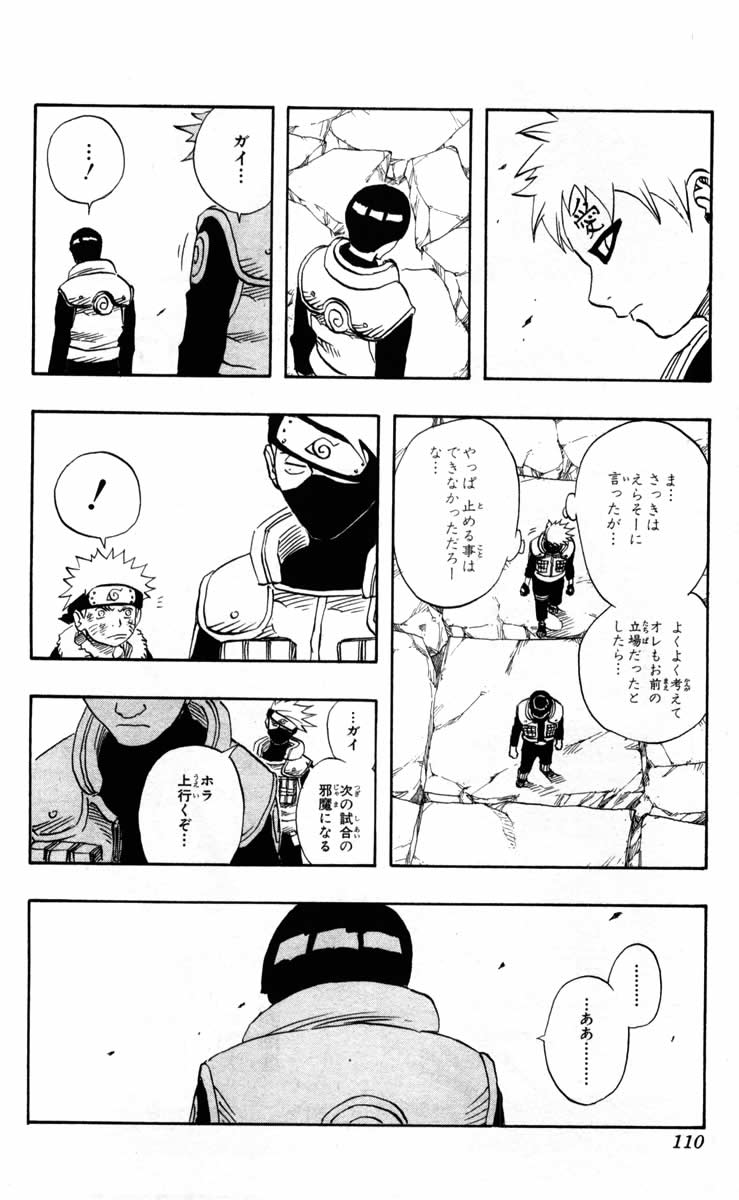 愛
ガイ…
…！
ま…
さっきは
えらそーに
言ったが…
よくよく考えて
オレもお前の
立場だったと
したら…
やっぱ 止める事は
できなかっただろー
な…
！
…ガイ
次の試合の
邪魔になる
ホラ
上行くぞ…
………
…ああ………
110